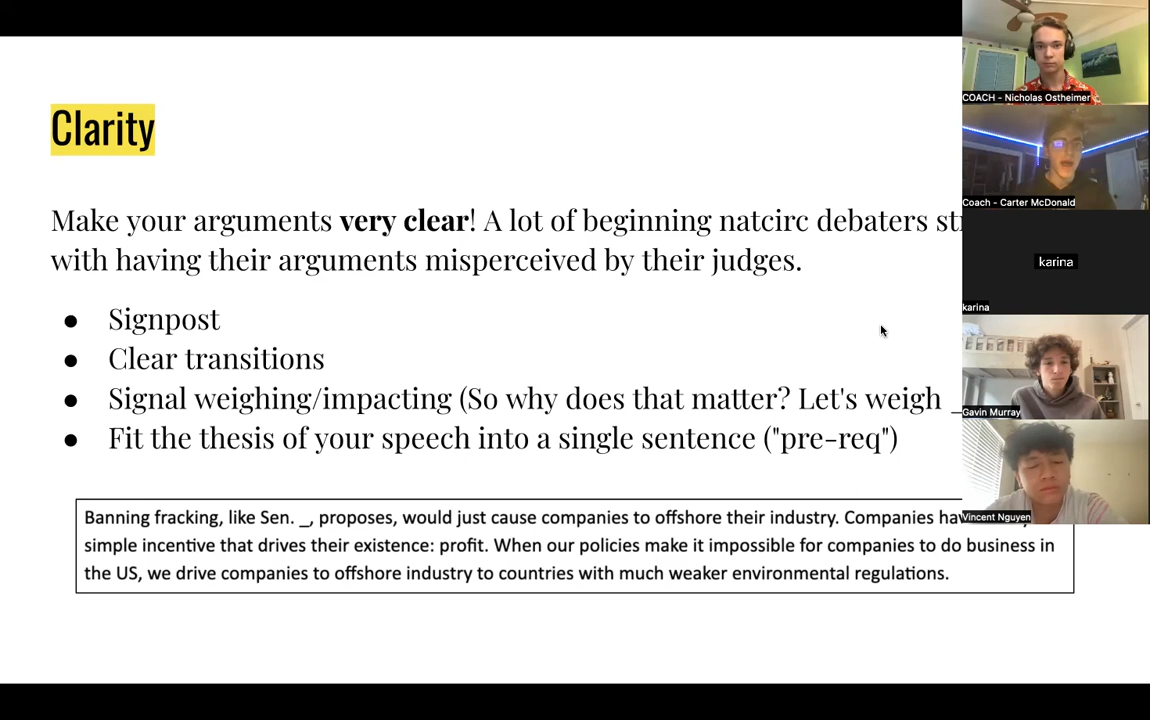 Clarity
Make your arguments very clear! A lot of beginning natcirc debaters
with having their arguments misperceived by their judges.
● Signpost
● Clear transitions
● Signal weighing/impacting (So why does that matter? Let's weigh _
● Fit the thesis of your speech into a single sentence ("pre-req")
Banning fracking, like Sen. _, proposes, would just cause companies to offshore their industry. Companies
simple incentive that drives their existence: profit. When our policies make it impossible for companies to do business in
the US, we drive companies to offshore industry to countries with much weaker environmental regulations.
COACH - Nicholas Ostheimer
Coach - Carter McDonald
karina
karina
Gavin Murray
Vincent Nguyen